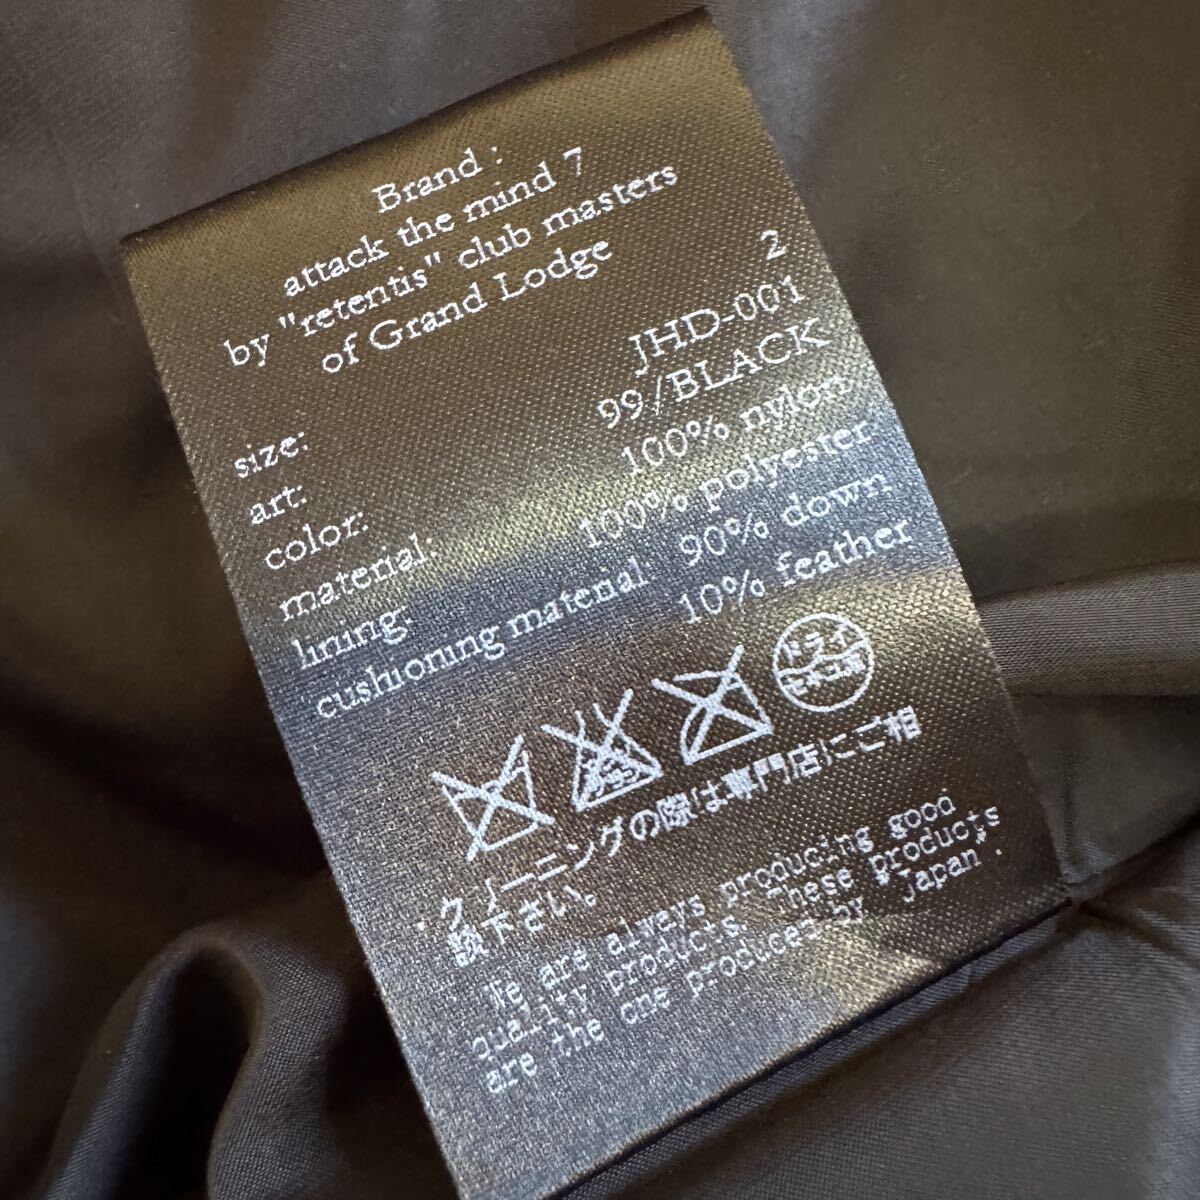 Brand :
attack the mind 7
by "retentis" club masters
of Grand Lodge
size: 2
art: JHD-001
color: 99/BLACK
material: 100% nylon
lining: 100% polyester
cushioning material: 90% down
10% feather
ドライ
・クリーニングの際は専門店にご相
談下さい。
We are always producing good
quality products. These products
are the one produced by "Japan".